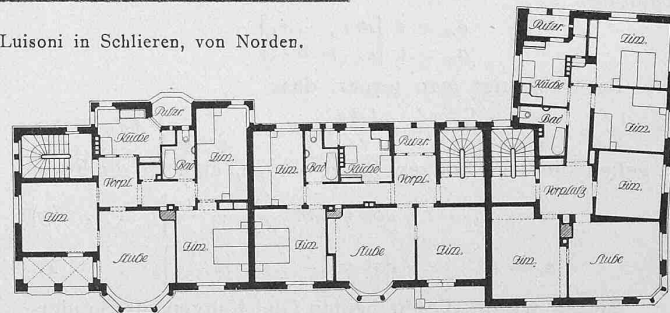 Luisoni in Schlieren, von Norden.
Putzr.
Zim.
Küche
Putzr.
Bad
Zim.
Küche
Bad
Zim.
Zim.
Bad
Küche
Putzr.
Vorpl.
Vorpl.
Vorplatz
Zim.
Zim.
Stube
Zim.
Zim.
Stube
Zim.
Zim.
Stube